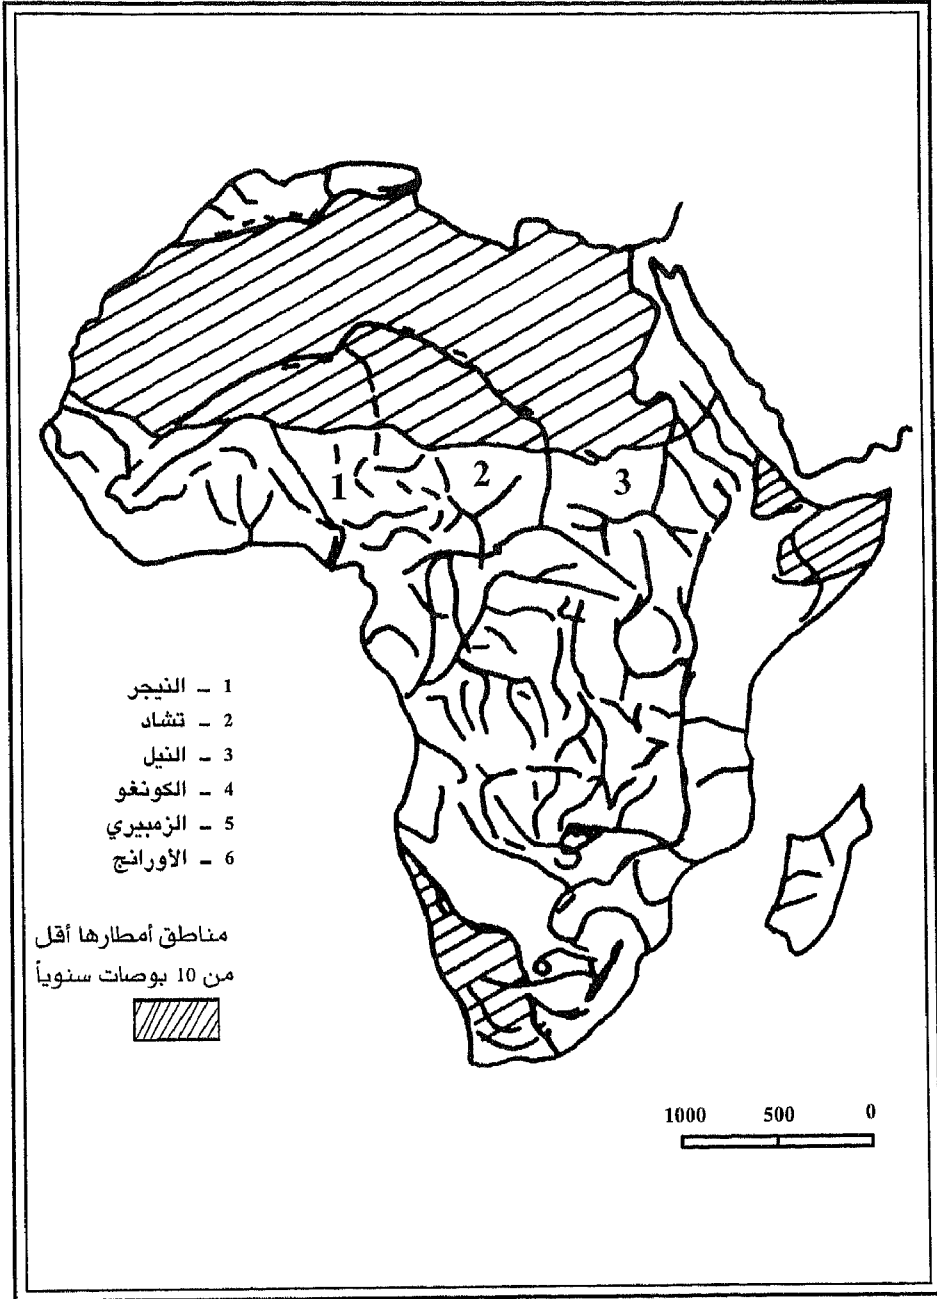 1
2
3
4
1 - النيجر
2 - تشاد
3 - النيل
4 - الكونغو
5 - الزمبيري
6 - الأورانج
مناطق أمطارها أقل
من 10 بوصات سنوياً
1000 500 0